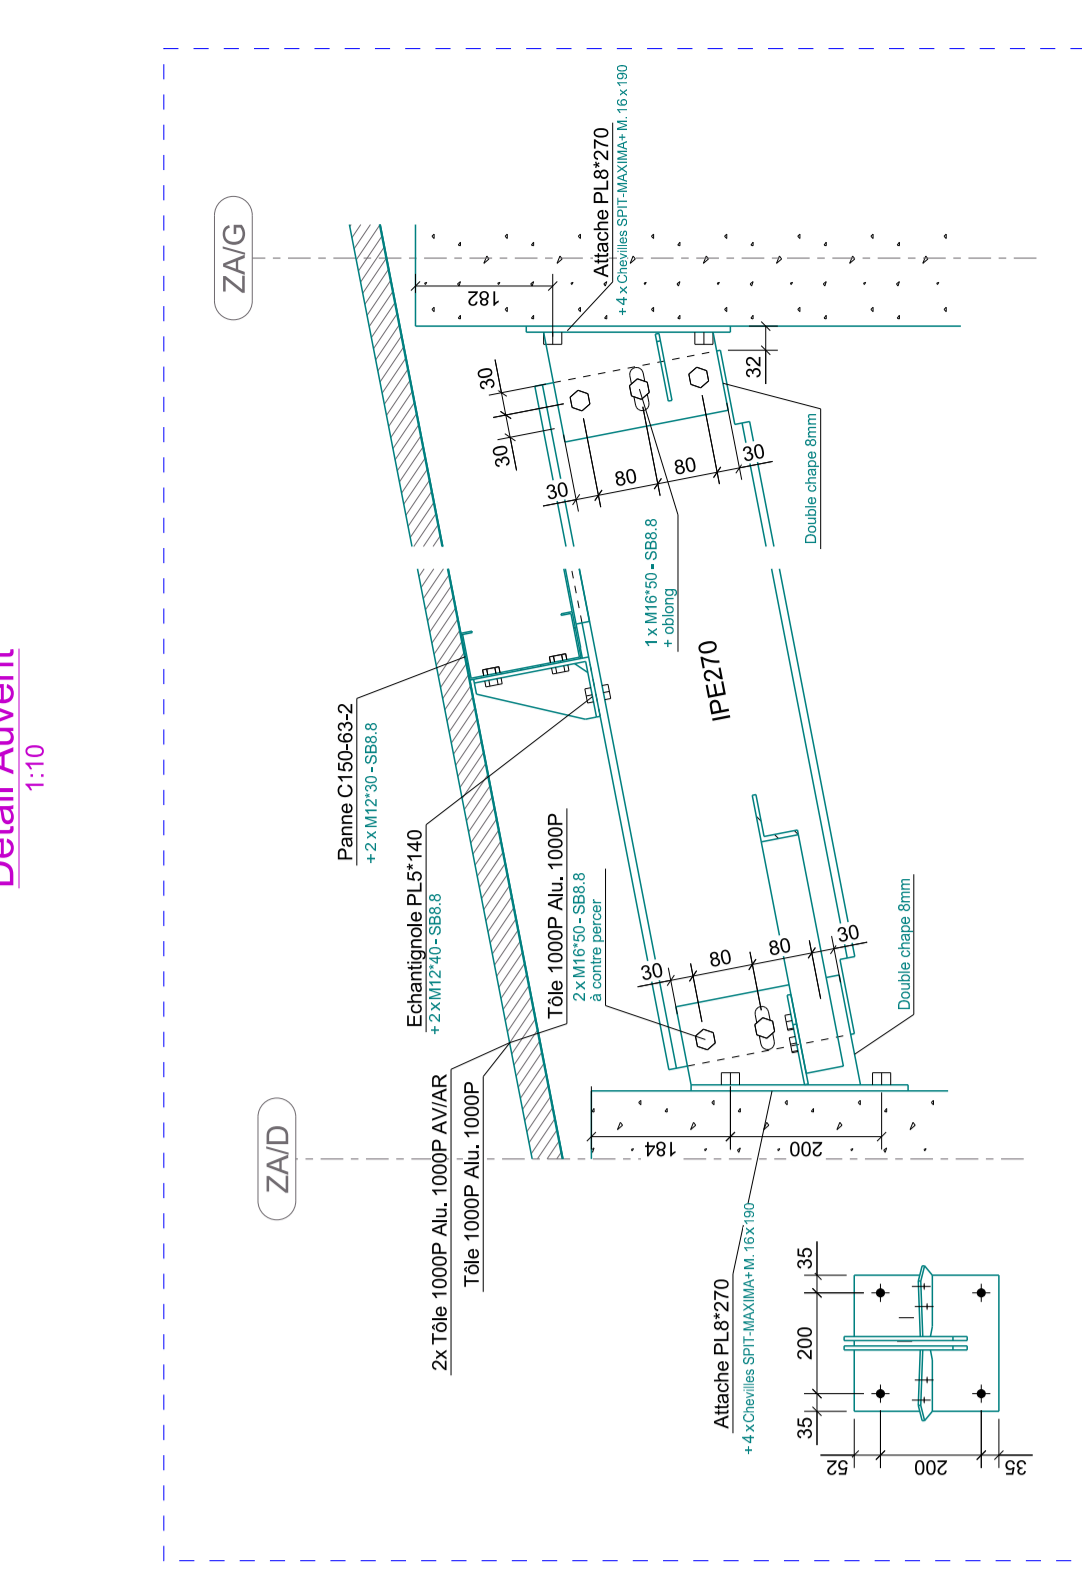 Détail Auvent
1:10
ZA/G
ZA/D
182
Attache PL8*270
+ 4 x Chevilles SPIT-MAXIMA+ M. 16 x 190
30
30
32
30
80
80
30
Double chape 8mm
1 x M16*50 - SB8.8
+ oblong
IPE270
Panne C150-63-2
+ 2 x M12*30 - SB8.8
Echantignole PL5*140
+ 2 x M12*40 - SB8.8
Tôle 1000P Alu. 1000P
2 x M16*50 - SB8.8
à contre percer
2x Tôle 1000P Alu. 1000P AV/AR
Tôle 1000P Alu. 1000P
30
80
80
30
Double chape 8mm
184
200
Attache PL8*270
+ 4 x Chevilles SPIT-MAXIMA+ M. 16 x 190
35
200
35
52
200
35